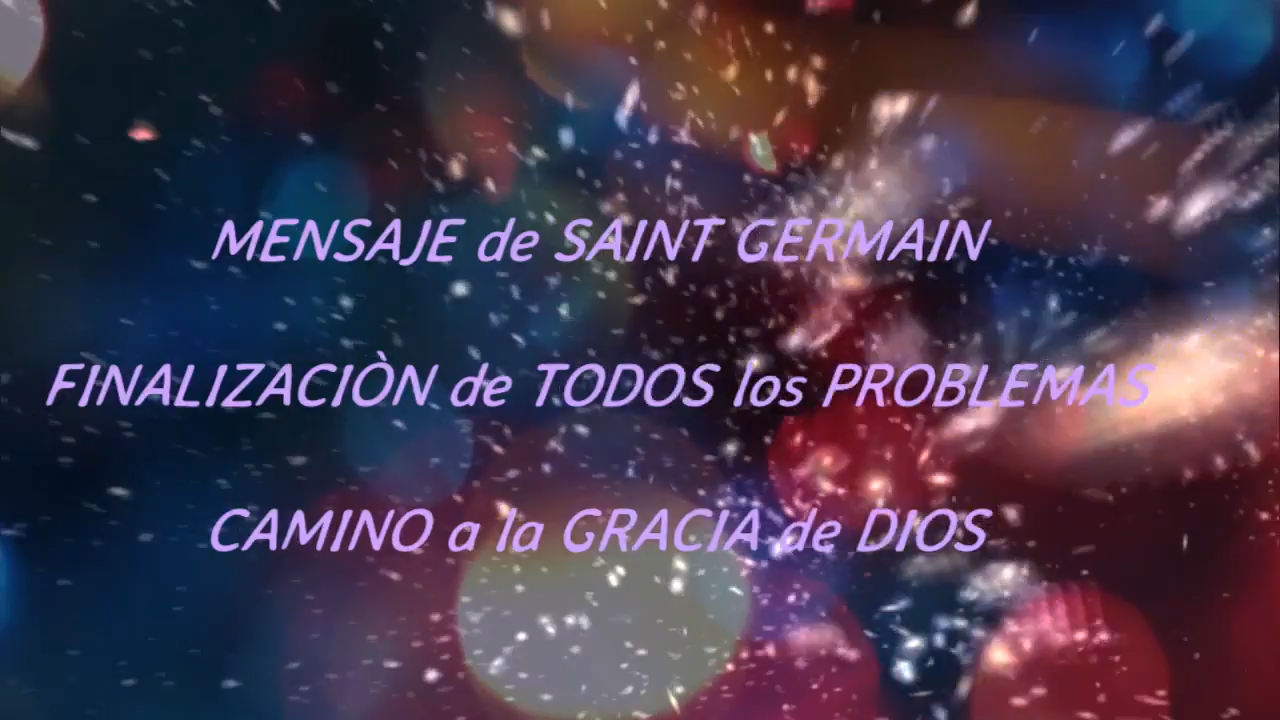 MENSAJE de SAINT GERMAIN
FINALIZACIÒN de TODOS los PROBLEMAS
CAMINO a la GRACIA de DIOS